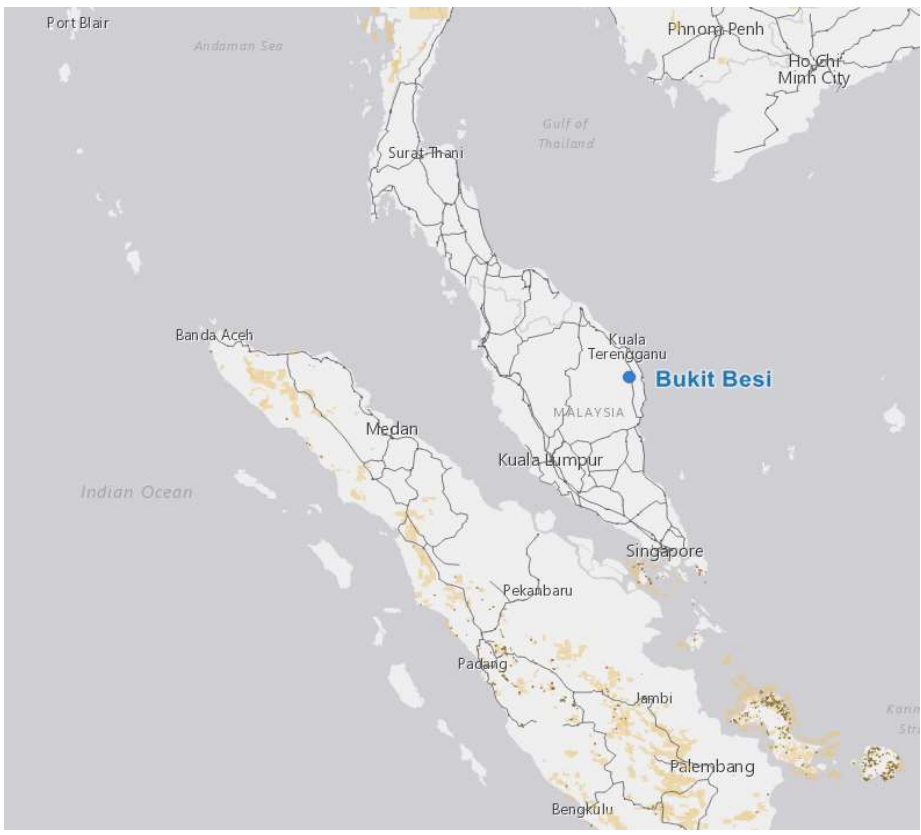 Port Blair
Andaman Sea
Phnom Penh
Ho Chi
Minh City
Gulf of
Thailand
Surat Thani
Banda Aceh
Kuala
Terengganu
Bukit Besi
MALAYSIA
Medan
Kuala Lumpur
Indian Ocean
Singapore
Pekanbaru
Padang
Jambi
Palembang
Bengkulu